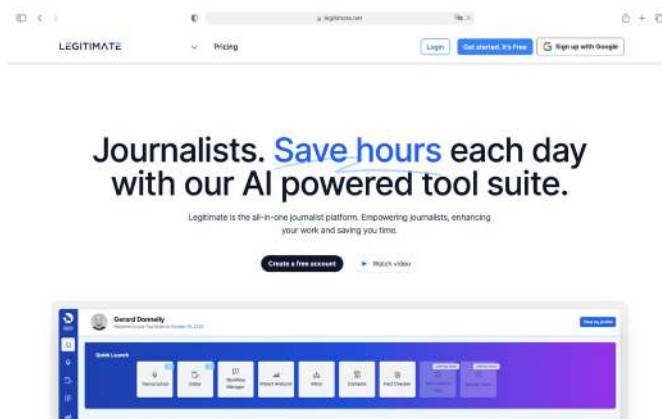 legitimate.net
LEGITIMATE
Pricing
Login
Get started. It's Free
Sign up with Google
Journalists. Save hours each day
with our AI powered tool suite.
Legitimate is the all-in-one journalist platform. Empowering journalists, enhancing
your work and saving you time.
Create a free account
Watch video
Gerard Donnelly
View my profile
Quick Launch
Transcription
Editor
Workflow
Manager
Impact Analyzer
Inbox
Contacts
Fact Checker